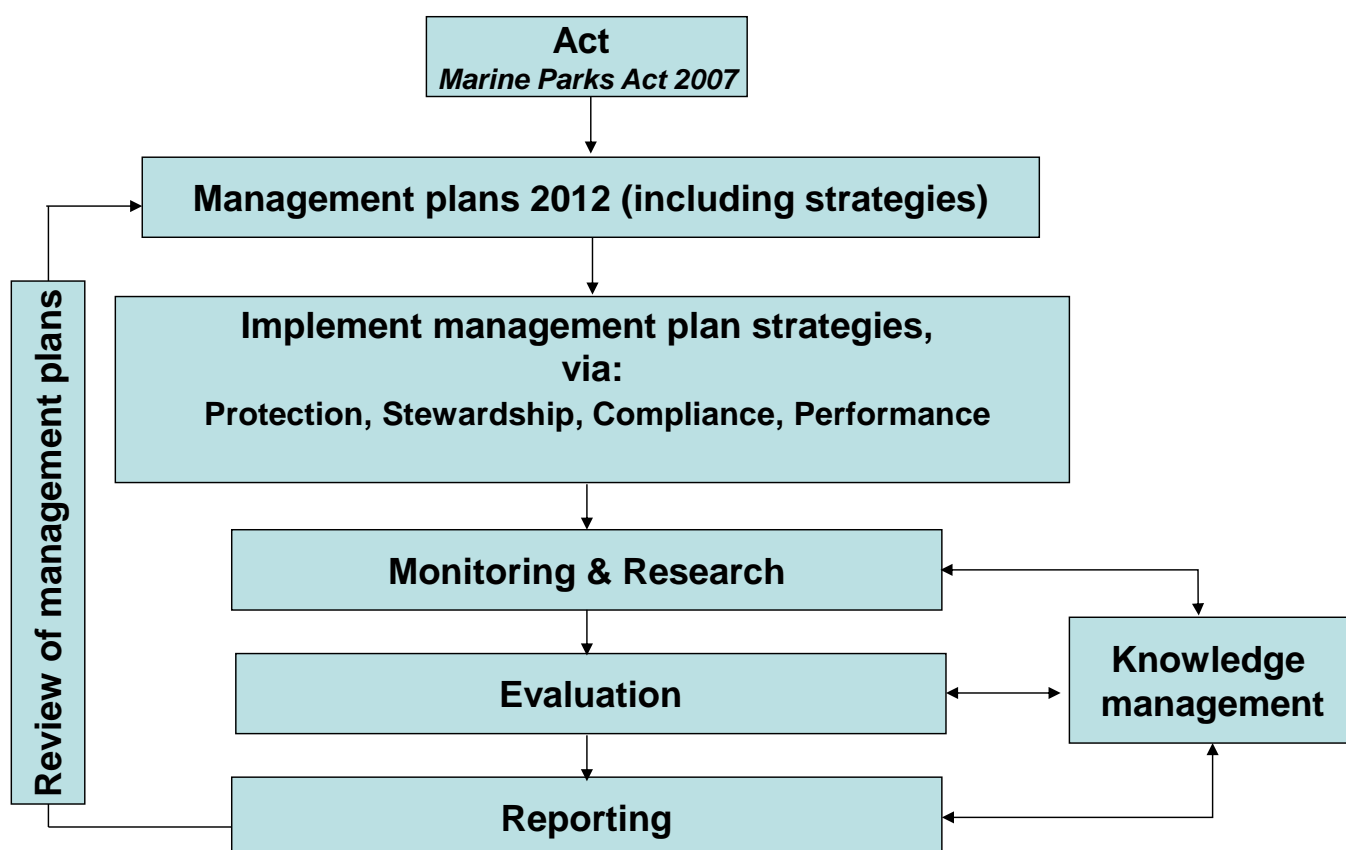 Act
Marine Parks Act 2007
Management plans 2012 (including strategies)
Implement management plan strategies,
via:
Protection, Stewardship, Compliance, Performance
Review of management plans
Monitoring & Research
Knowledge
management
Evaluation
Reporting